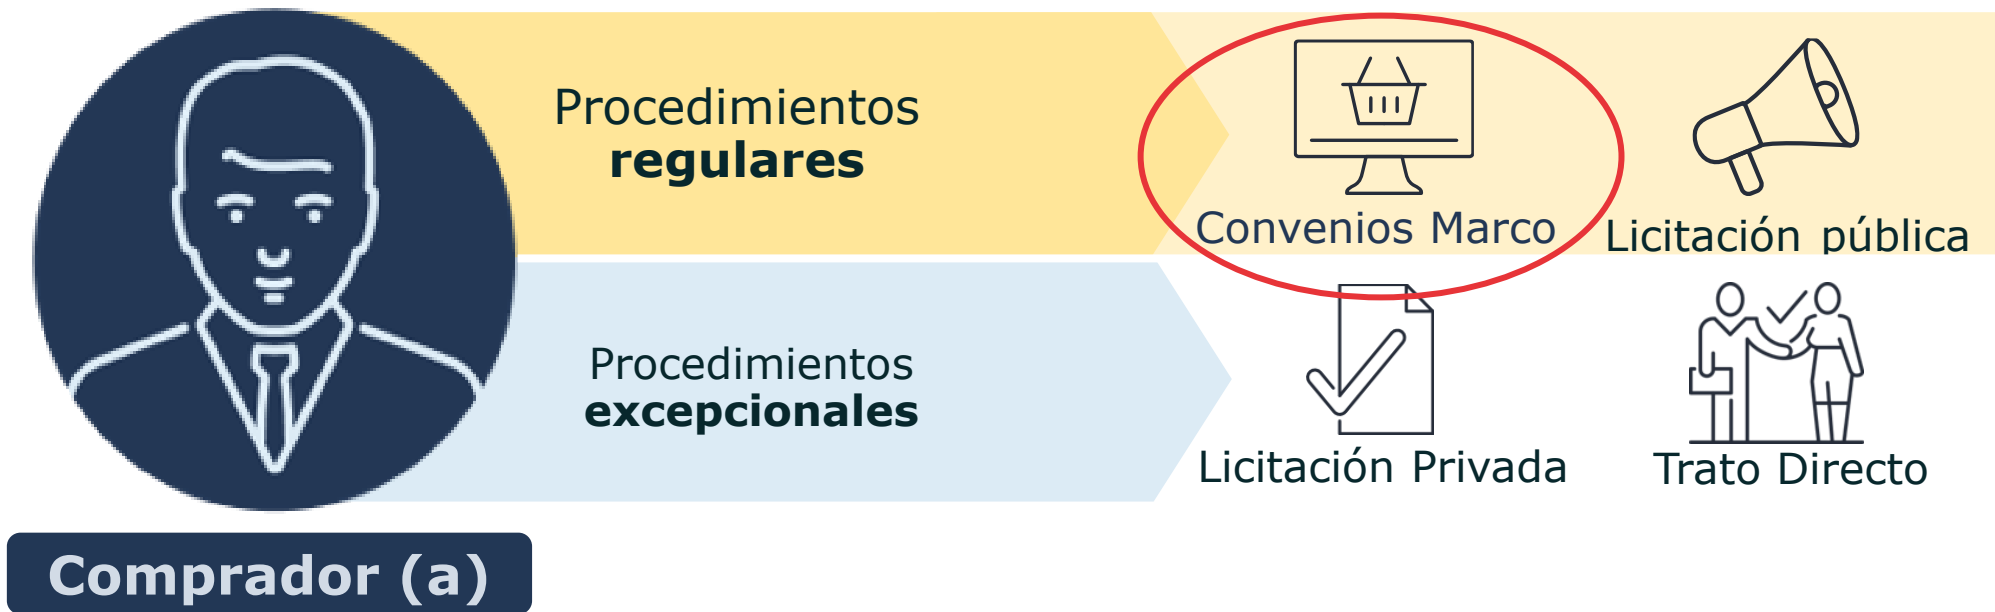 Procedimientos
regulares
Convenios Marco
Licitación pública
Procedimientos
excepcionales
Licitación Privada
Trato Directo
Comprador (a)